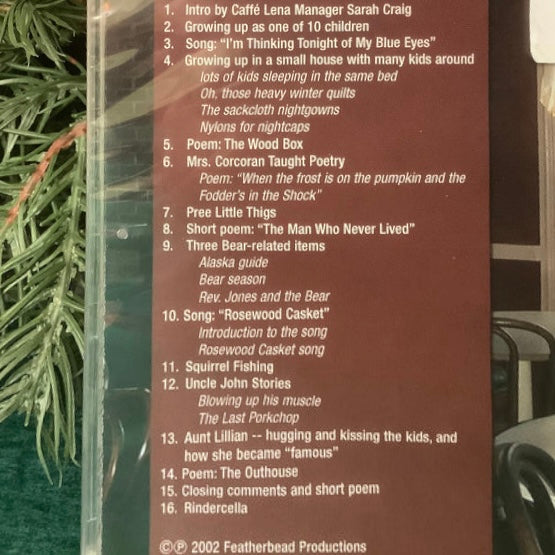 1. Intro by Caffé Lena Manager Sarah Craig
2. Growing up as one of 10 children
3. Song: "I'm Thinking Tonight of My Blue Eyes"
4. Growing up in a small house with many kids around
lots of kids sleeping in the same bed
Oh, those heavy winter quilts
The sackcloth nightgowns
Nylons for nightcaps
5. Poem: The Wood Box
6. Mrs. Corcoran Taught Poetry
Poem: "When the frost is on the pumpkin and the
Fodder's in the Shock"
7. Pree Little Thigs
8. Short poem: "The Man Who Never Lived"
9. Three Bear-related items
Alaska guide
Bear season
Rev. Jones and the Bear
10. Song: "Rosewood Casket"
Introduction to the song
Rosewood Casket song
11. Squirrel Fishing
12. Uncle John Stories
Blowing up his muscle
The Last Porkchop
13. Aunt Lillian -- hugging and kissing the kids, and
how she became "famous"
14. Poem: The Outhouse
15. Closing comments and short poem
16. Rindercella
©℗ 2002 Featherbead Productions